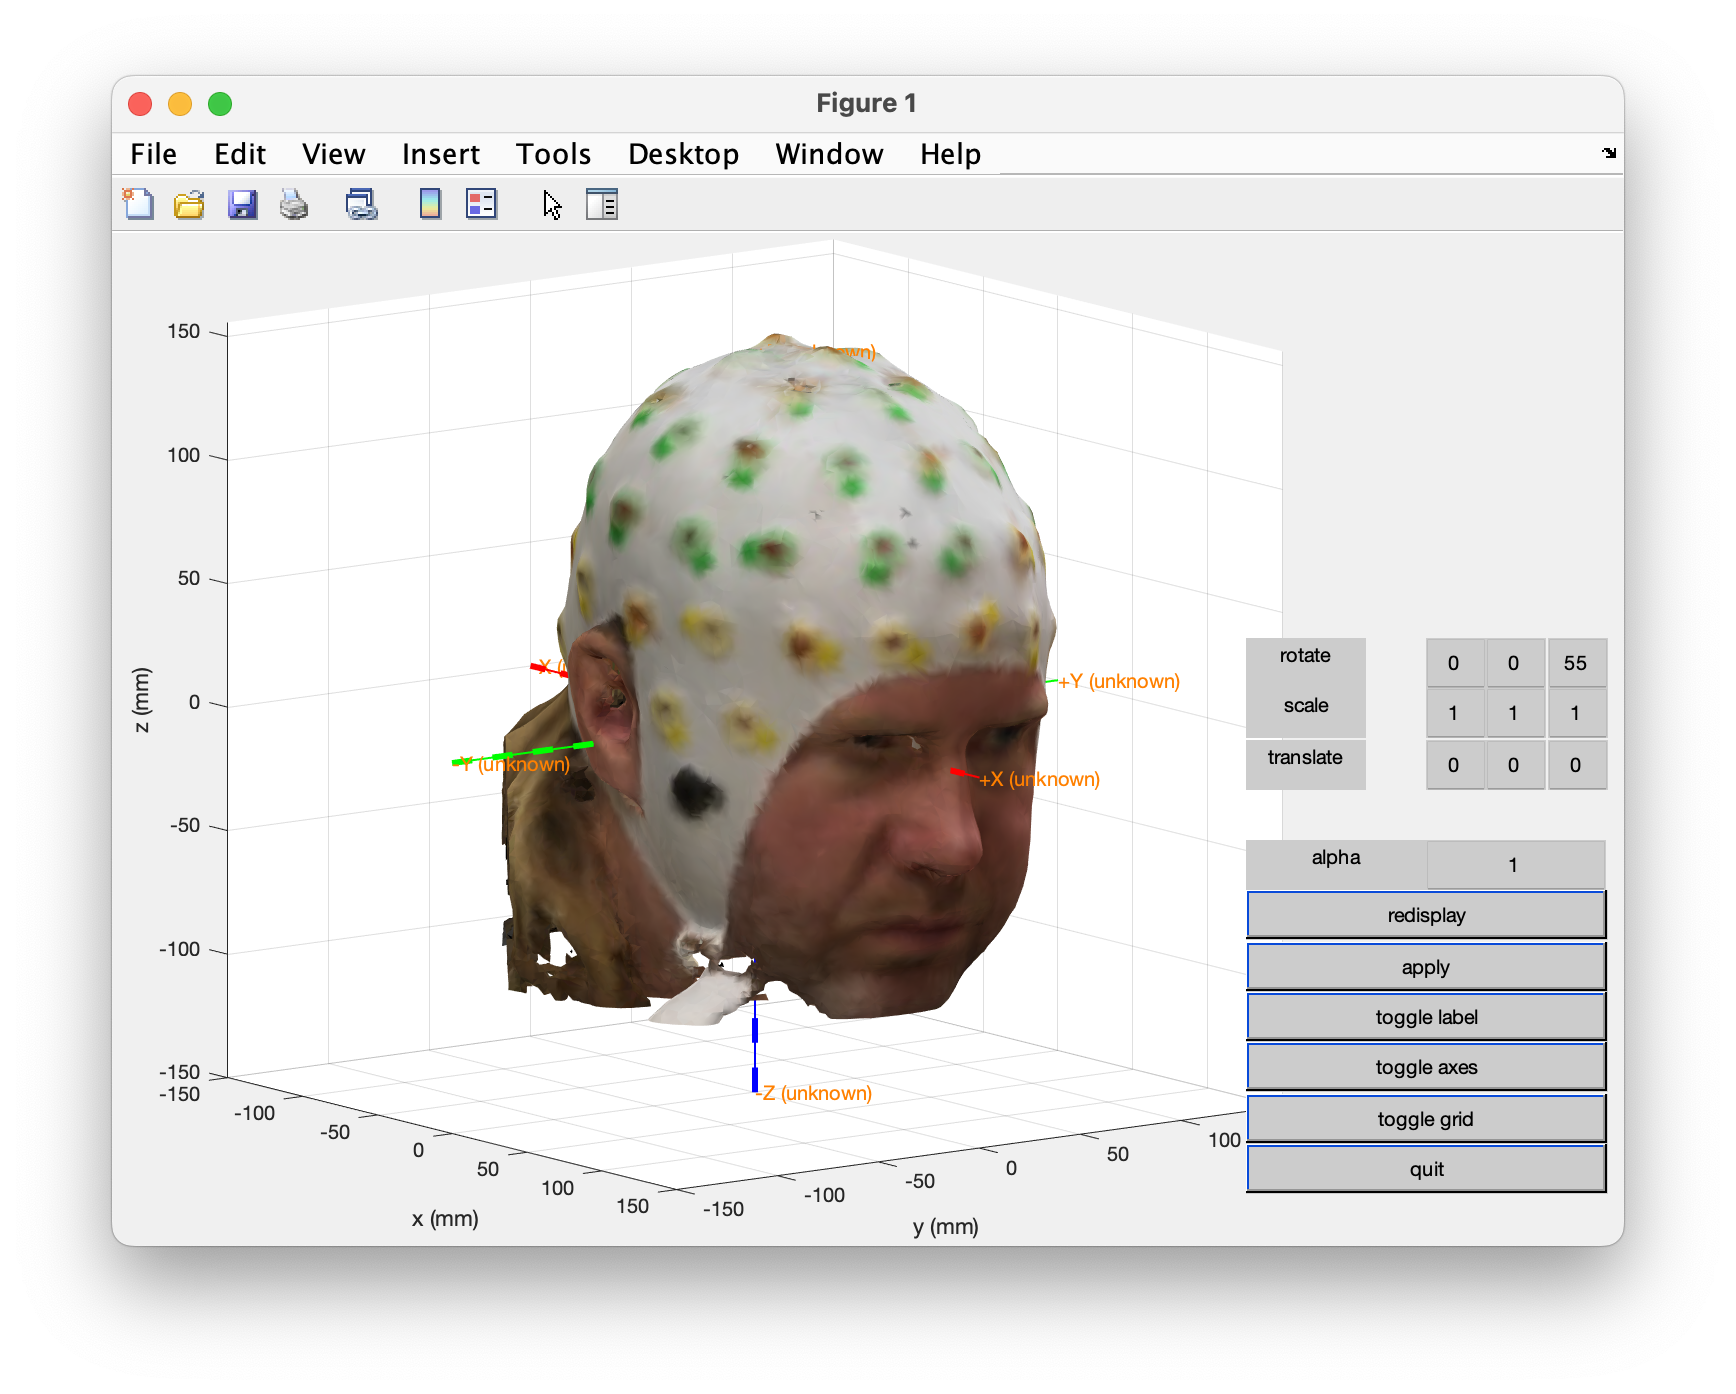 Figure 1
File Edit View Insert Tools Desktop Window Help
150
100
50
0
-50
-100
-150
z (mm)
-150
-100
-50
0
50
100
150
x (mm)
-150
-100
-50
0
50
100
y (mm)
+Y (unknown)
-Y (unknown)
+X (unknown)
-Z (unknown)
rotate 0 0 55
scale 1 1 1
translate 0 0 0
alpha 1
redisplay
apply
toggle label
toggle axes
toggle grid
quit